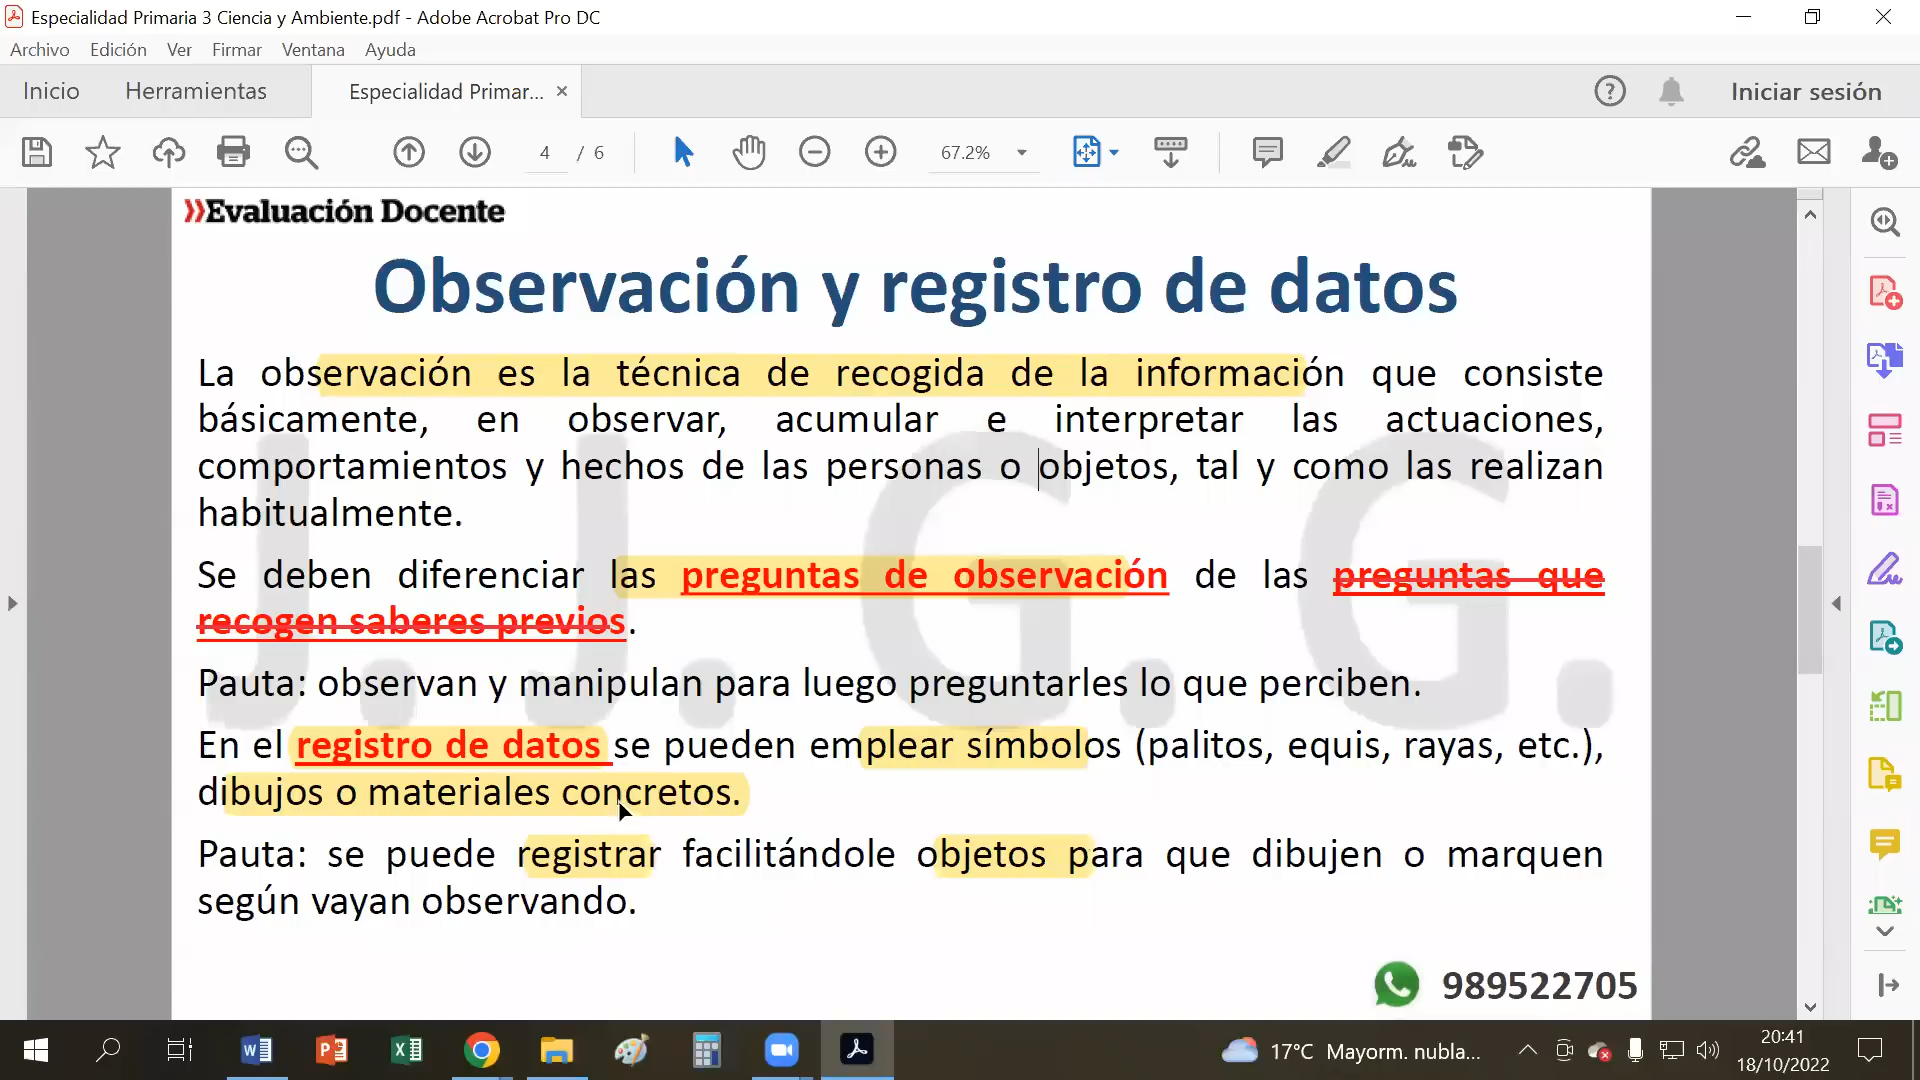 Especialidad Primaria 3 Ciencia y Ambiente.pdf - Adobe Acrobat Pro DC
Archivo Edición Ver Firmar Ventana Ayuda
Inicio Herramientas Especialidad Primar... × Iniciar sesión
4 / 6 67.2%
Evaluación Docente
Observación y registro de datos
La observación es la técnica de recogida de la información que consiste
básicamente, en observar, acumular e interpretar las actuaciones,
comportamientos y hechos de las personas o objetos, tal y como las realizan
habitualmente.
Se deben diferenciar las preguntas de observación de las preguntas que
recogen saberes previos.
Pauta: observan y manipulan para luego preguntarles lo que perciben.
En el registro de datos se pueden emplear símbolos (palitos, equis, rayas, etc.),
dibujos o materiales concretos.
Pauta: se puede registrar facilitándole objetos para que dibujen o marquen
según vayan observando.
J. J. G. G.
989522705
17°C Mayorm. nubla...
20:41
18/10/2022